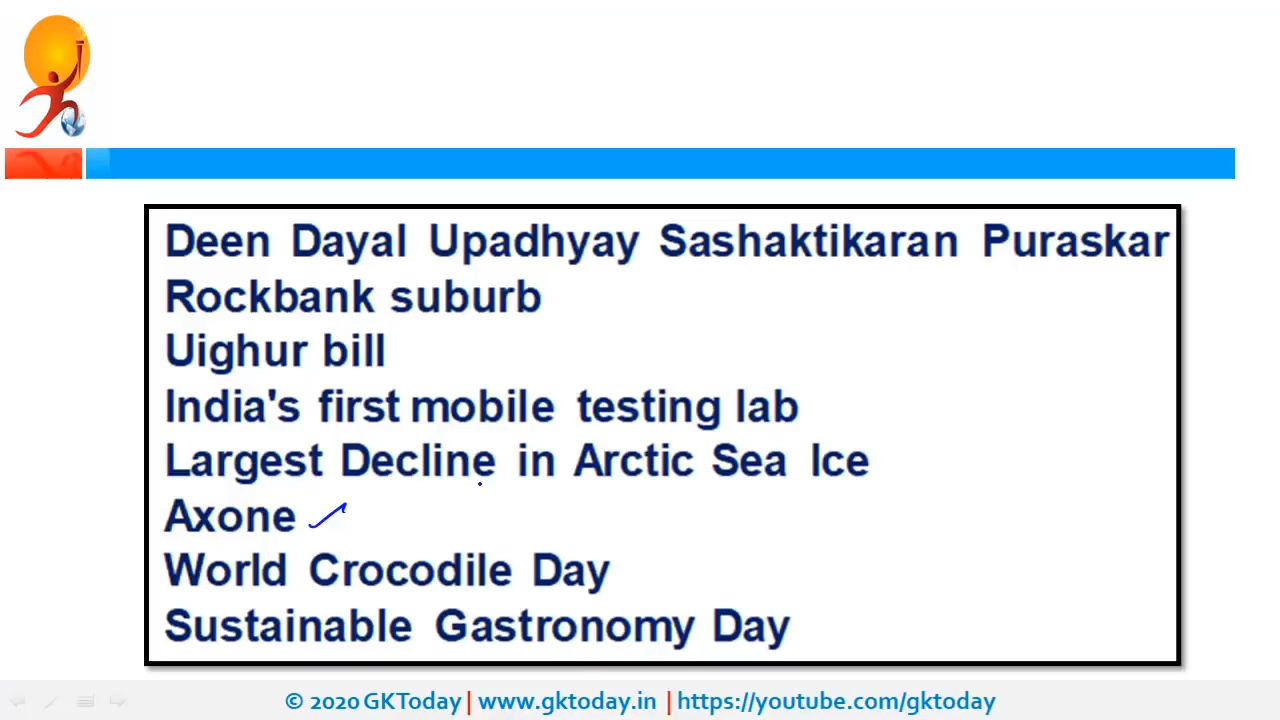 Deen Dayal Upadhyay Sashaktikaran Puraskar
Rockbank suburb
Uighur bill
India's first mobile testing lab
Largest Decline in Arctic Sea Ice
Axone
World Crocodile Day
Sustainable Gastronomy Day
© 2020 GKToday | www.gktoday.in | https://youtube.com/gktoday